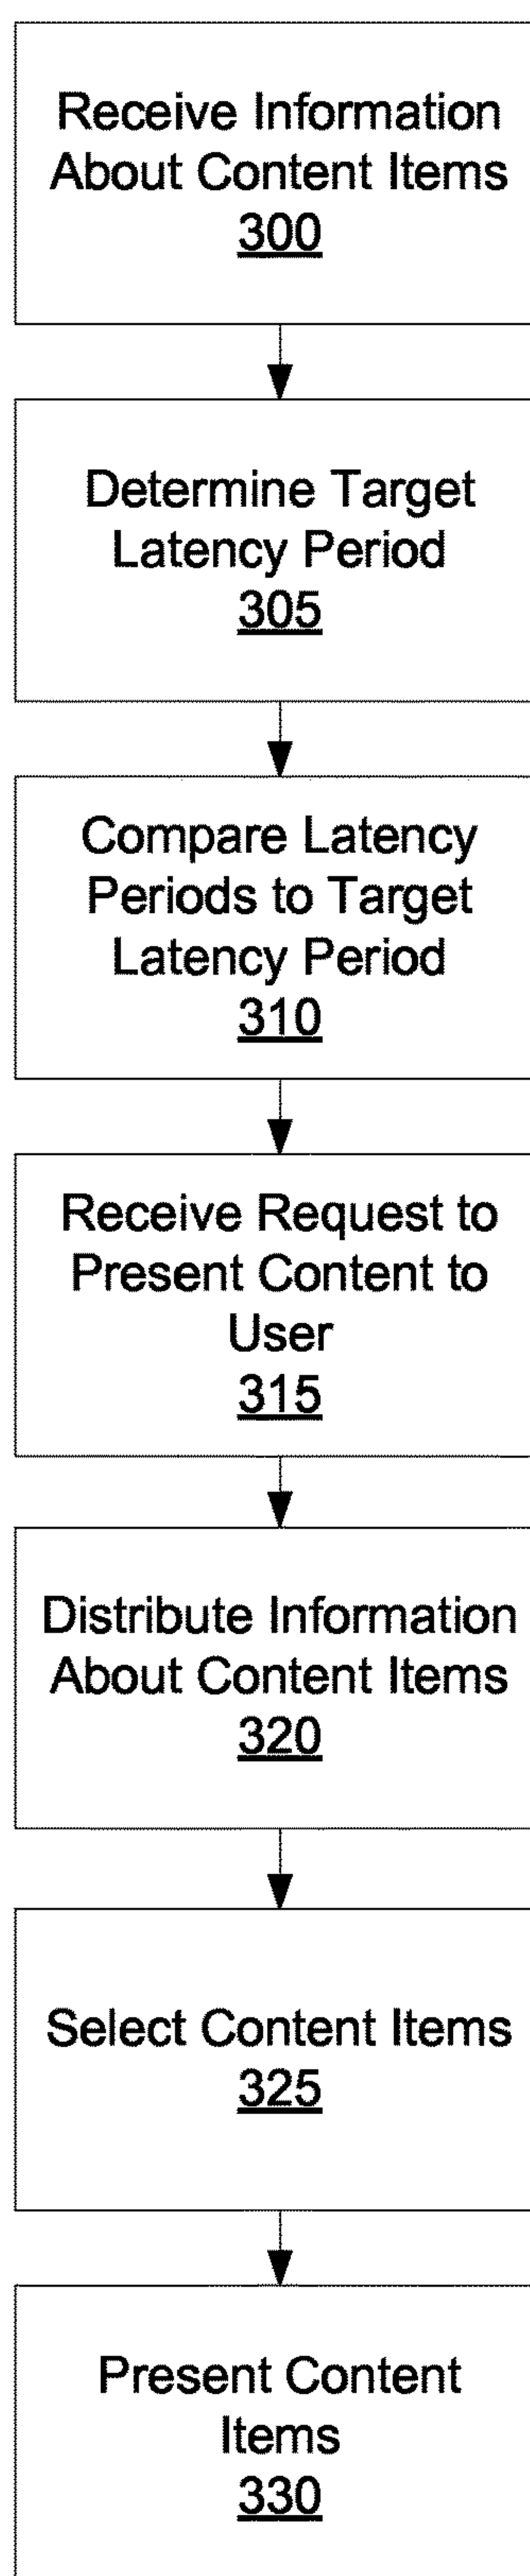 Receive Information
About Content Items
300
Determine Target
Latency Period
305
Compare Latency
Periods to Target
Latency Period
310
Receive Request to
Present Content to
User
315
Distribute Information
About Content Items
320
Select Content Items
325
Present Content
Items
330